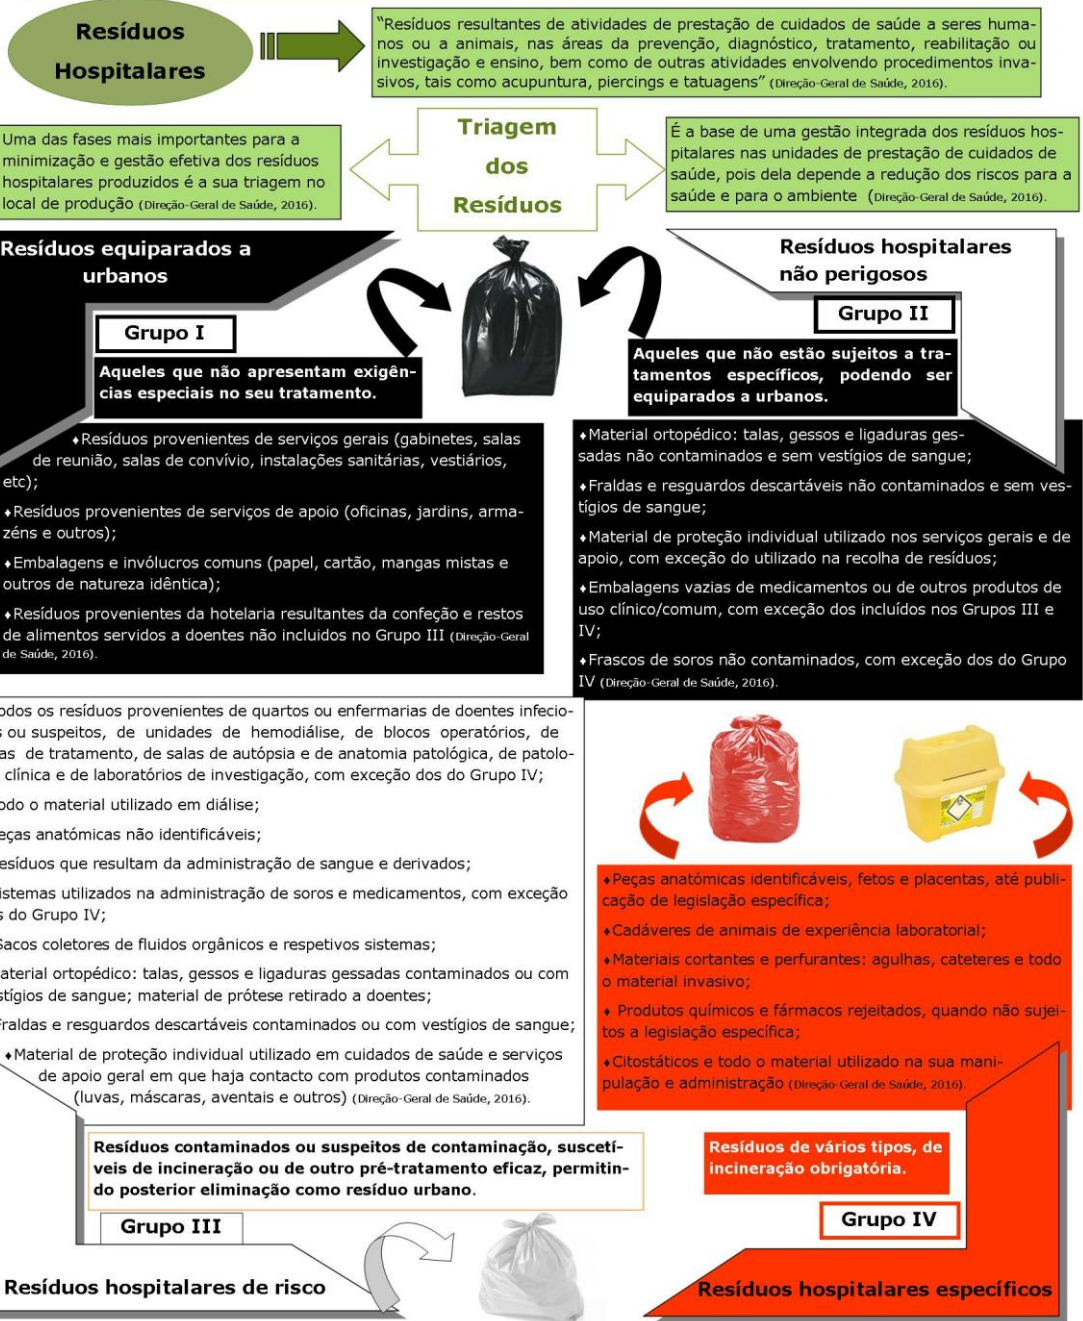 Resíduos
Hospitalares
"Resíduos resultantes de atividades de prestação de cuidados de saúde a seres huma-
nos ou a animais, nas áreas da prevenção, diagnóstico, tratamento, reabilitação ou
investigação e ensino, bem como de outras atividades envolvendo procedimentos inva-
sivos, tais como acupuntura, piercings e tatuagens" (Direção-Geral de Saúde, 2016).
Uma das fases mais importantes para a
minimização e gestão efetiva dos resíduos
hospitalares produzidos é a sua triagem no
local de produção (Direção-Geral de Saúde, 2016).
Triagem
dos
Resíduos
É a base de uma gestão integrada dos resíduos hos-
pitalares nas unidades de prestação de cuidados de
saúde, pois dela depende a redução dos riscos para a
saúde e para o ambiente (Direção-Geral de Saúde, 2016).
Resíduos equiparados a
urbanos
Grupo I
Aqueles que não apresentam exigên-
cias especiais no seu tratamento.
♦Resíduos provenientes de serviços gerais (gabinetes, salas
de reunião, salas de convívio, instalações sanitárias, vestiários,
etc);
♦Resíduos provenientes de serviços de apoio (oficinas, jardins, arma-
zéns e outros);
♦Embalagens e invólucros comuns (papel, cartão, mangas mistas e
outros de natureza idêntica);
♦Resíduos provenientes da hotelaria resultantes da confeção e restos
de alimentos servidos a doentes não incluidos no Grupo III (Direção-Geral
de Saúde, 2016).
Resíduos hospitalares
não perigosos
Grupo II
Aqueles que não estão sujeitos a tra-
tamentos específicos, podendo ser
equiparados a urbanos.
♦Material ortopédico: talas, gessos e ligaduras ges-
sadas não contaminados e sem vestígios de sangue;
♦Fraldas e resguardos descartáveis não contaminados e sem ves-
tígios de sangue;
♦Material de proteção individual utilizado nos serviços gerais e de
apoio, com exceção do utilizado na recolha de resíduos;
♦Embalagens vazias de medicamentos ou de outros produtos de
uso clínico/comum, com exceção dos incluídos nos Grupos III e
IV;
♦Frascos de soros não contaminados, com exceção dos do Grupo
IV (Direção-Geral de Saúde, 2016).
odos os resíduos provenientes de quartos ou enfermarias de doentes infecio-
s ou suspeitos, de unidades de hemodiálise, de blocos operatórios, de
as de tratamento, de salas de autópsia e de anatomia patológica, de patolo-
clínica e de laboratórios de investigação, com exceção dos do Grupo IV;
odo o material utilizado em diálise;
eças anatómicas não identificáveis;
esíduos que resultam da administração de sangue e derivados;
istemas utilizados na administração de soros e medicamentos, com exceção
s do Grupo IV;
Sacos coletores de fluidos orgânicos e respetivos sistemas;
aterial ortopédico: talas, gessos e ligaduras gessadas contaminados ou com
stígios de sangue; material de prótese retirado a doentes;
Fraldas e resguardos descartáveis contaminados ou com vestígios de sangue;
♦Material de proteção individual utilizado em cuidados de saúde e serviços
de apoio geral em que haja contacto com produtos contaminados
(luvas, máscaras, aventais e outros) (Direção-Geral de Saúde, 2016).
Resíduos contaminados ou suspeitos de contaminação, suscetí-
veis de incineração ou de outro pré-tratamento eficaz, permitin-
do posterior eliminação como resíduo urbano.
Grupo III
Resíduos hospitalares de risco
♦Peças anatómicas identificáveis, fetos e placentas, até publi-
cação de legislação específica;
♦Cadáveres de animais de experiência laboratorial;
♦Materiais cortantes e perfurantes: agulhas, cateteres e todo
o material invasivo;
♦ Produtos químicos e fármacos rejeitados, quando não sujei-
tos a legislação específica;
♦Citostáticos e todo o material utilizado na sua mani-
pulação e administração (Direção-Geral de Saúde, 2016).
Resíduos de vários tipos, de
incineração obrigatória.
Grupo IV
Resíduos hospitalares específicos